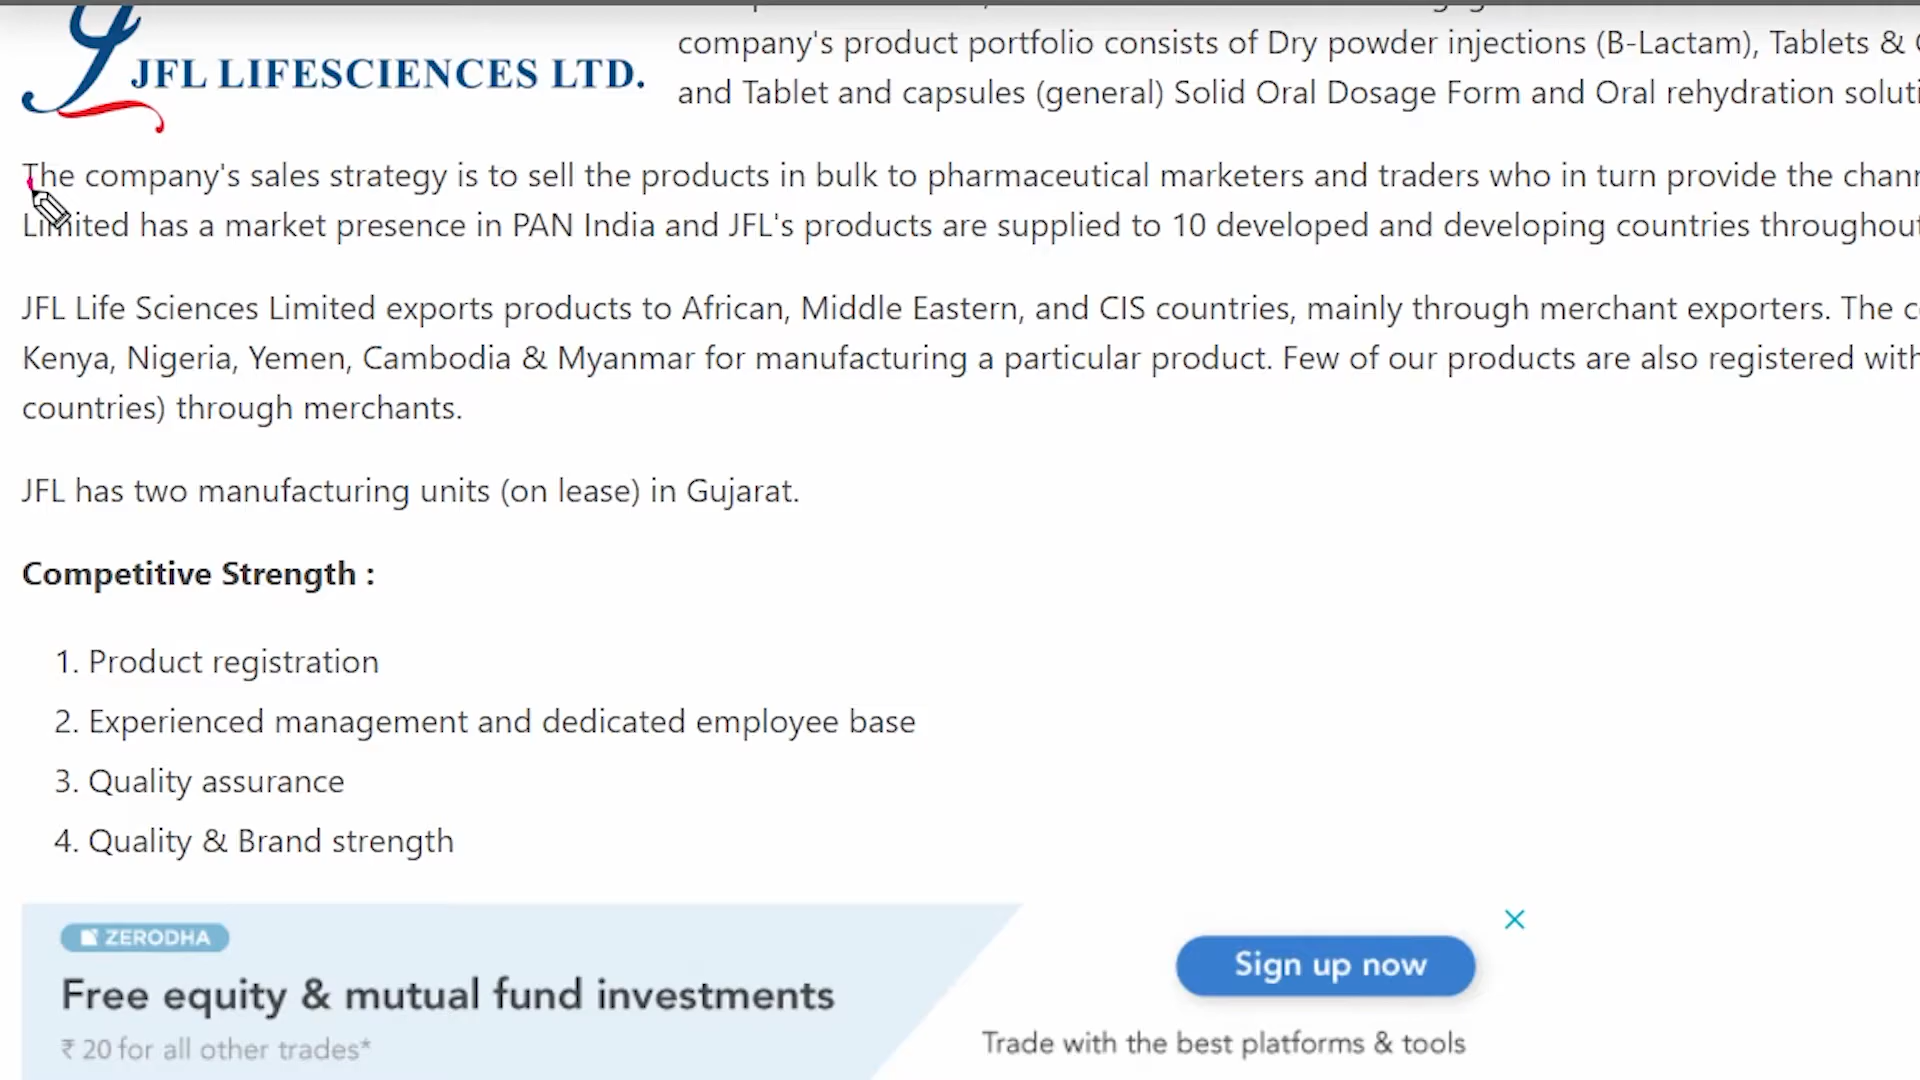 JFL LIFESCIENCES LTD.
company's product portfolio consists of Dry powder injections (B-Lactam), Tablets &
and Tablet and capsules (general) Solid Oral Dosage Form and Oral rehydration
The company's sales strategy is to sell the products in bulk to pharmaceutical marketers and traders who in turn provide the
Limited has a market presence in PAN India and JFL's products are supplied to 10 developed and developing countries throughout
JFL Life Sciences Limited exports products to African, Middle Eastern, and CIS countries, mainly through merchant exporters. The
Kenya, Nigeria, Yemen, Cambodia & Myanmar for manufacturing a particular product. Few of our products are also registered with
countries) through merchants.
JFL has two manufacturing units (on lease) in Gujarat.
Competitive Strength :
1. Product registration
2. Experienced management and dedicated employee base
3. Quality assurance
4. Quality & Brand strength
ZERODHA
Free equity & mutual fund investments
₹ 20 for all other trades*
Sign up now
Trade with the best platforms & tools